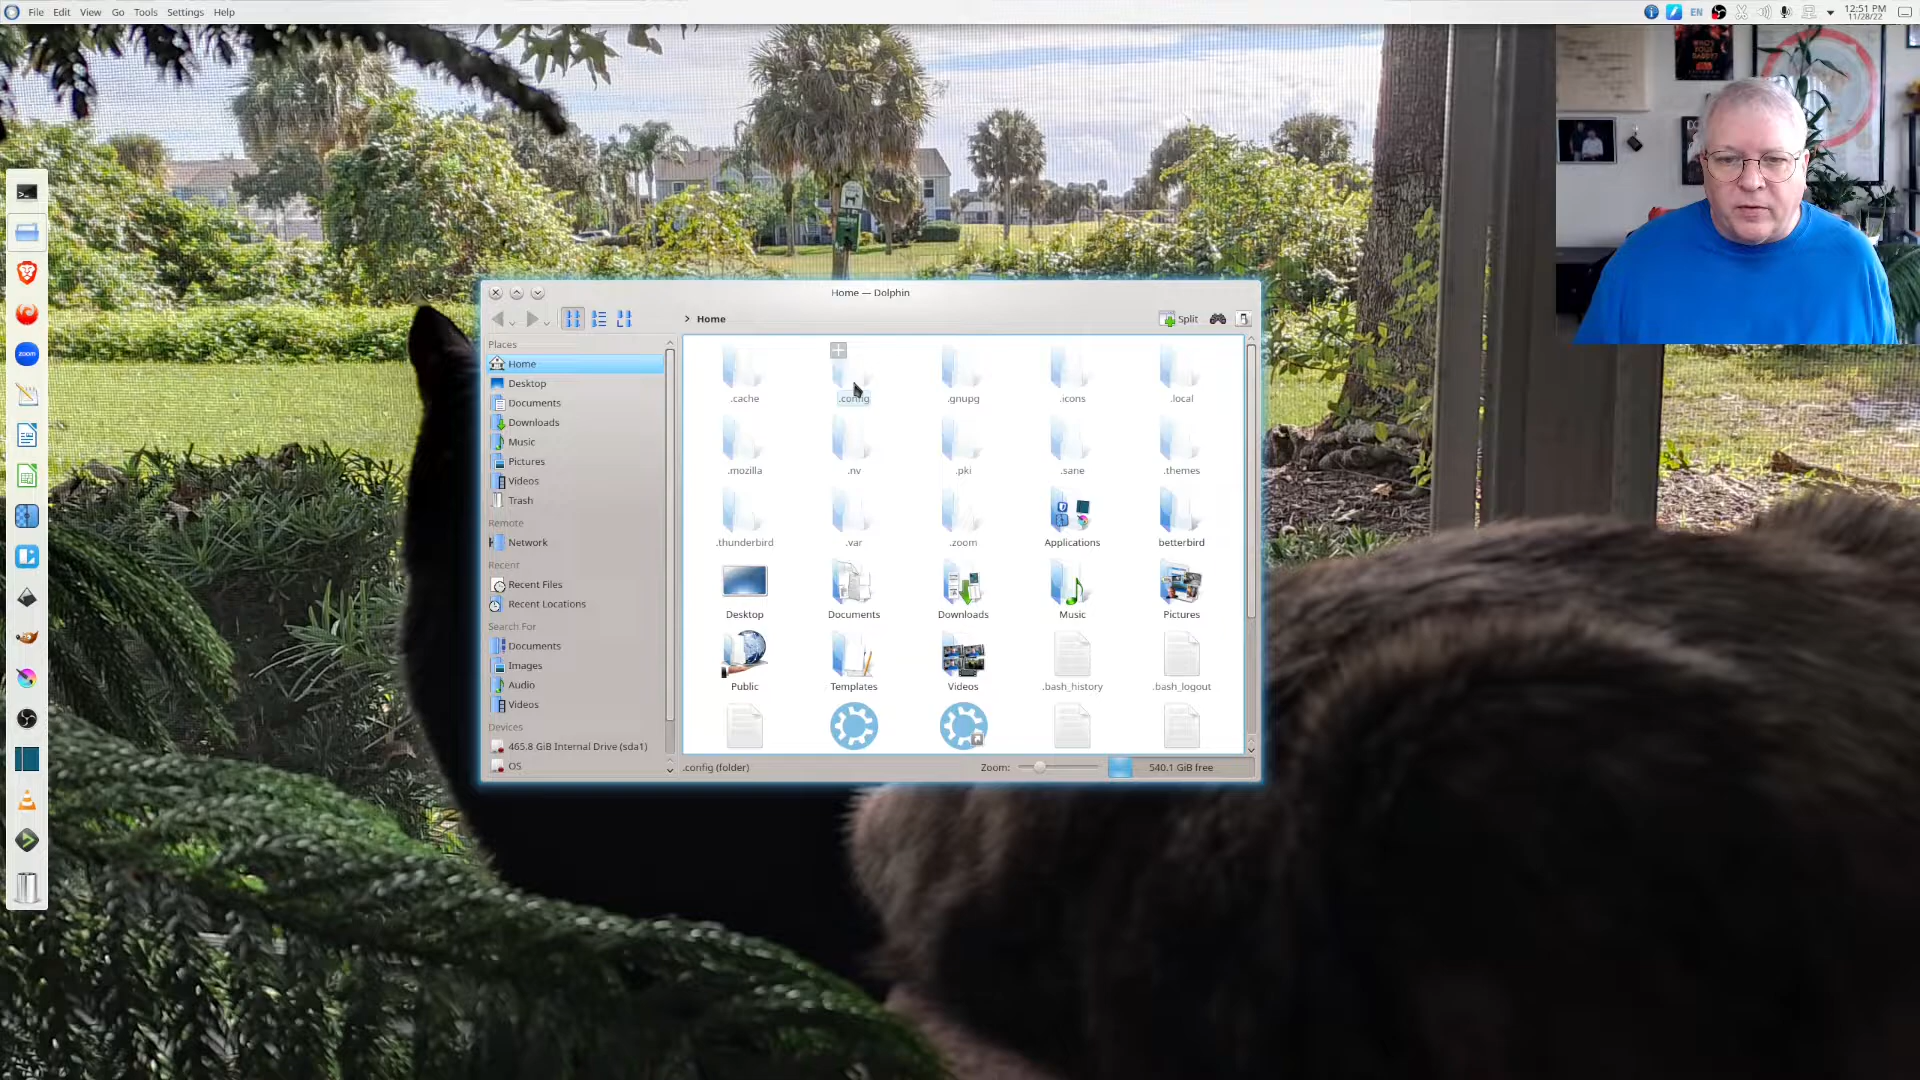 File Edit View Go Tools Settings Help
EN
12:51 PM
11/28/22
WHO'S YOUR DADDY?
zoom
Home — Dolphin
> Home
Split
Places
Home
Desktop
Documents
Downloads
Music
Pictures
Videos
Trash
Remote
Network
Recent
Recent Files
Recent Locations
Search For
Documents
Images
Audio
Videos
Devices
465.8 GiB Internal Drive (sda1)
OS
.cache .config .gnupg .icons .local
.mozilla .nv .pki .sane .themes
.thunderbird .var .zoom Applications betterbird
Desktop Documents Downloads Music Pictures
Public Templates Videos .bash_history .bash_logout
.config (folder)
Zoom:
540.1 GiB free